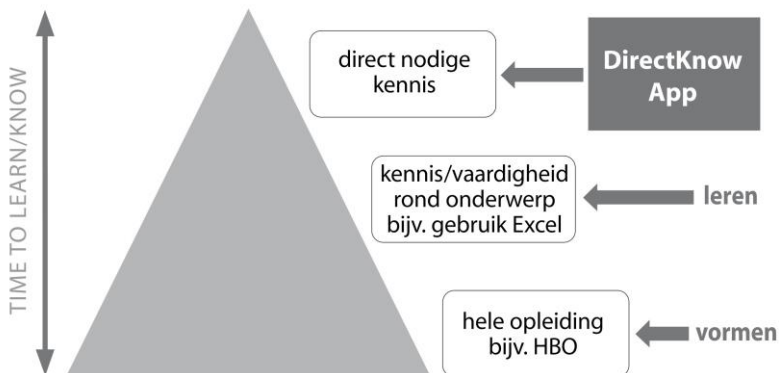 TIME TO LEARN/KNOW
direct nodige
kennis
DirectKnow
App
kennis/vaardigheid
rond onderwerp
bijv. gebruik Excel
leren
hele opleiding
bijv. HBO
vormen